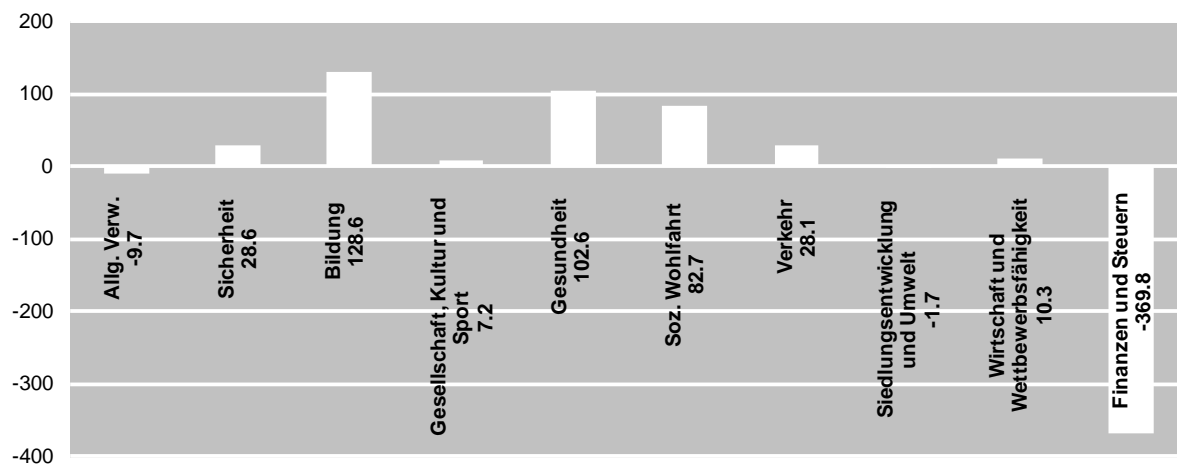 200
100
0
-100
-200
-300
-400
Allg. Verw.
-9.7
Sicherheit
28.6
Bildung
128.6
Gesellschaft, Kultur und
Sport
7.2
Gesundheit
102.6
Soz. Wohlfahrt
82.7
Verkehr
28.1
Siedlungsentwicklung
und Umwelt
-1.7
Wirtschaft und
Wettbewerbsfähigkeit
10.3
Finanzen und Steuern
-369.8